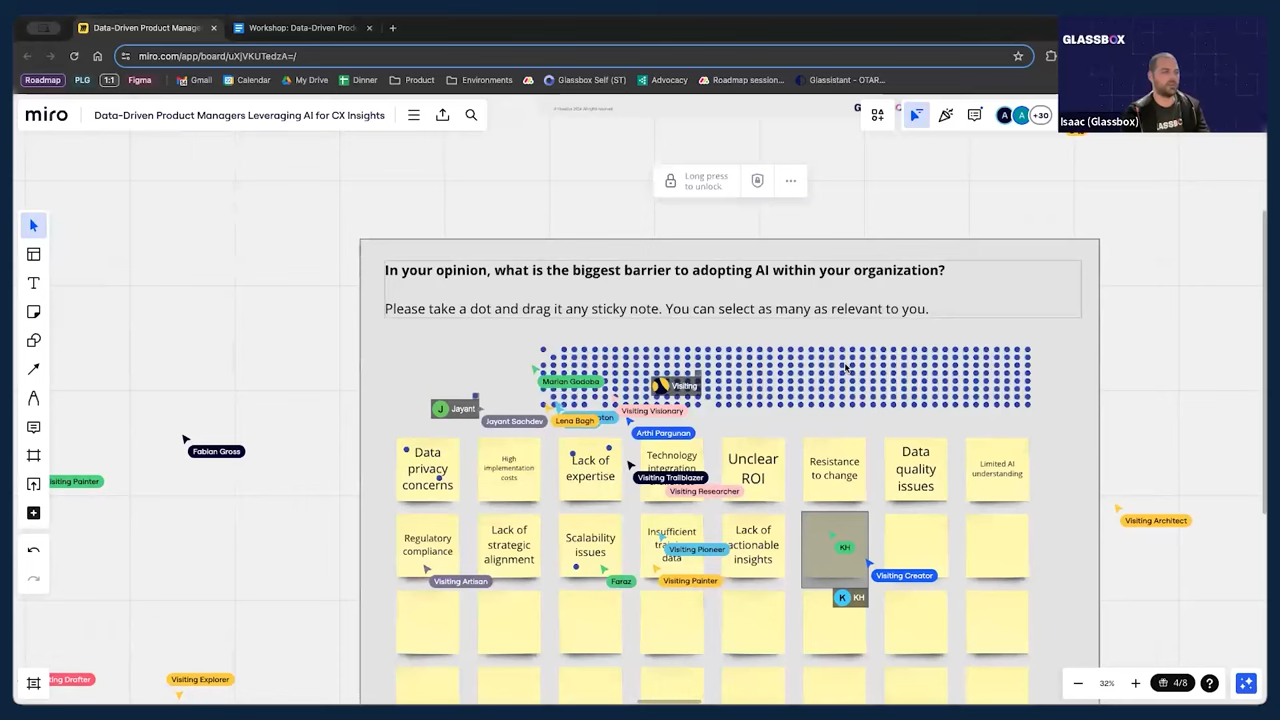 Data-Driven Product Manage
Workshop: Data-Driven Prod
miro.com/app/board/uXjVKUTedzA=/
Roadmap
PLG
1:1
Figma
Gmail
Calendar
My Drive
Dinner
Product
Environments
Glassbox Self (ST)
Advocacy
Roadmap session...
Glassistant - OTAR...
GLASSBOX
Isaac (Glassbox)
miro
Data-Driven Product Managers Leveraging AI for CX Insights
A
A
+30
Long press
to unlock.
In your opinion, what is the biggest barrier to adopting AI within your organization?
Please take a dot and drag it any sticky note. You can select as many as relevant to you.
Marian Godoba
Visiting
J Jayant
Jayant Sachdev
Lena Bagh
Visiting Visionary
Arthi Pargunan
Fabian Gross
Data
privacy
concerns
High
implementation
costs
Lack of
expertise
Technology
integration
Visiting Trailblazer
Visiting Researcher
Unclear
ROI
Resistance
to change
Data
quality
issues
Limited AI
understanding
isiting Painter
Regulatory
compliance
Lack of
strategic
alignment
Scalability
issues
Insufficient
data
Visiting Pioneer
Lack of
actionable
insights
KH
Visiting Architect
Visiting Artisan
Faraz
Visiting Painter
Visiting Creator
K KH
ting Drafter
Visiting Explorer
32%
4/8